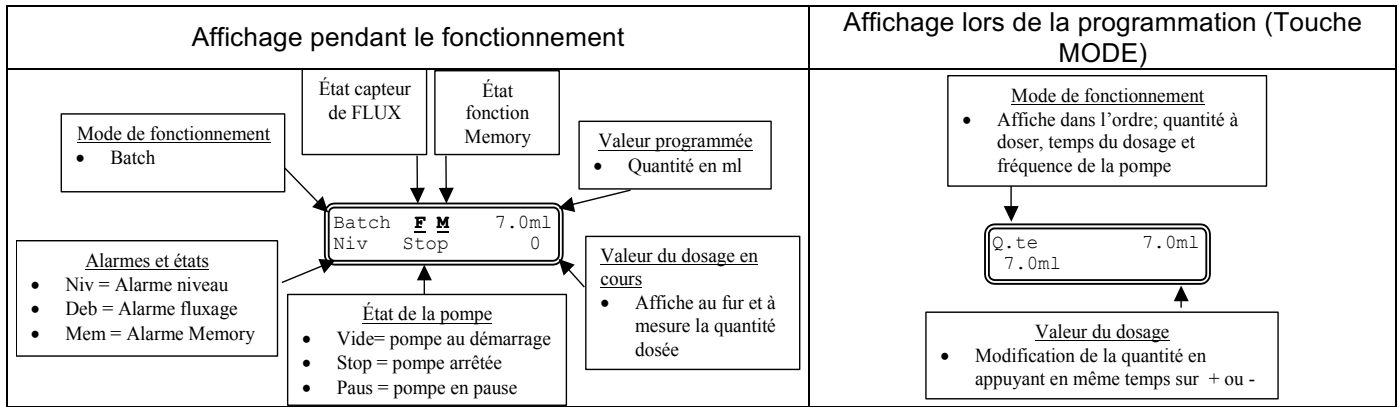 Affichage pendant le fonctionnement
Affichage lors de la programmation (Touche
MODE)
État capteur
de FLUX
État
fonction
Memory
Mode de fonctionnement
• Batch
Valeur programmée
• Quantité en ml
Batch F M 7.0ml
Niv Stop 0
Alarmes et états
• Niv = Alarme niveau
• Deb = Alarme fluxage
• Mem = Alarme Memory
État de la pompe
• Vide= pompe au démarrage
• Stop = pompe arrêtée
• Paus = pompe en pause
Valeur du dosage en
cours
• Affiche au fur et à
mesure la quantité
dosée
Mode de fonctionnement
• Affiche dans l'ordre; quantité à
doser, temps du dosage et
fréquence de la pompe
Q.te 7.0ml
7.0ml
Valeur du dosage
• Modification de la quantité en
appuyant en même temps sur + ou -